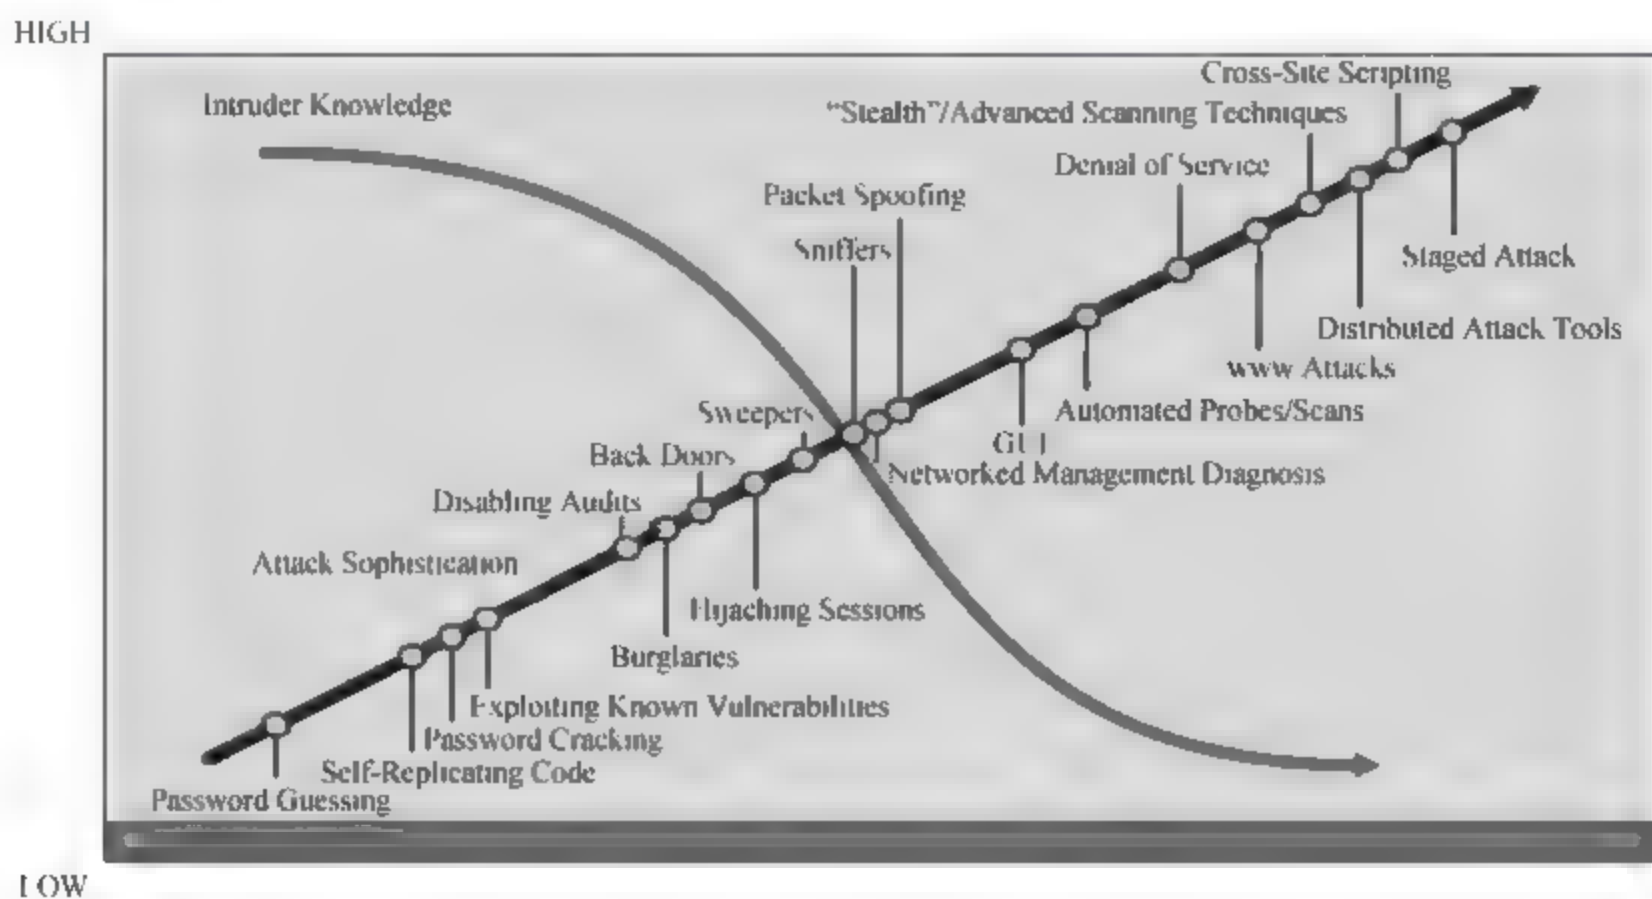 HIGH
Cross-Site Scripting
Intruder Knowledge
"Stealth"/Advanced Scanning Techniques
Denial of Service
Packet Spoofing
Sniffers
Staged Attack
Distributed Attack Tools
www Attacks
Sweepers
Automated Probes/Scans
GUI
Back Doors
Networked Management Diagnosis
Disabling Audits
Attack Sophistication
Hijaching Sessions
Burglaries
Exploiting Known Vulnerabilities
Password Cracking
Self-Replicating Code
Password Guessing
LOW